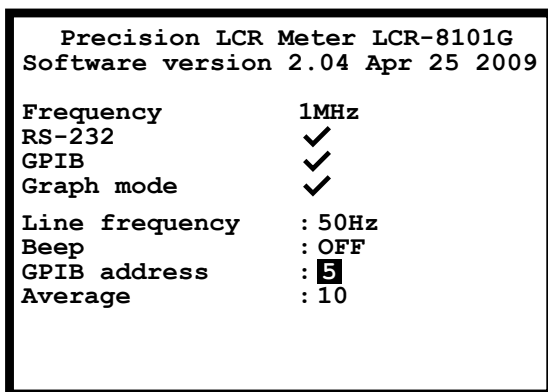 Precision LCR Meter LCR-8101G
Software version 2.04 Apr 25 2009
Frequency 1MHz
RS-232 ✓
GPIB ✓
Graph mode ✓
Line frequency : 50Hz
Beep : OFF
GPIB address : 5
Average : 10